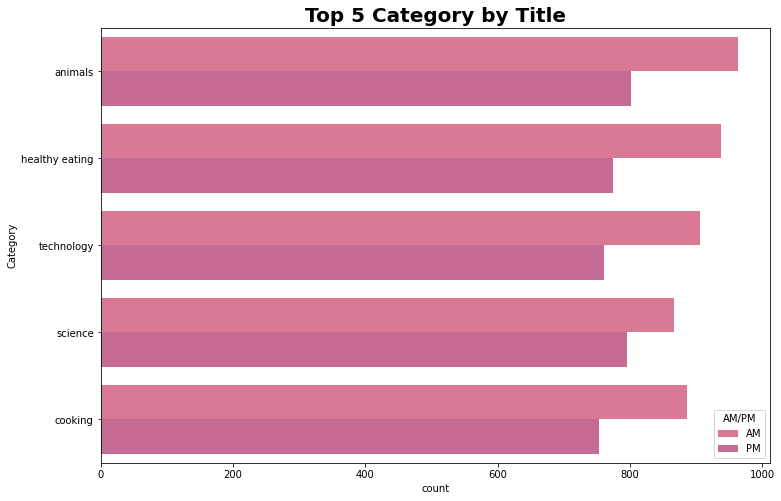 Top 5 Category by Title
Category
animals
healthy eating
technology
science
cooking
AM/PM
AM
PM
0 200 400 600 800 1000
count